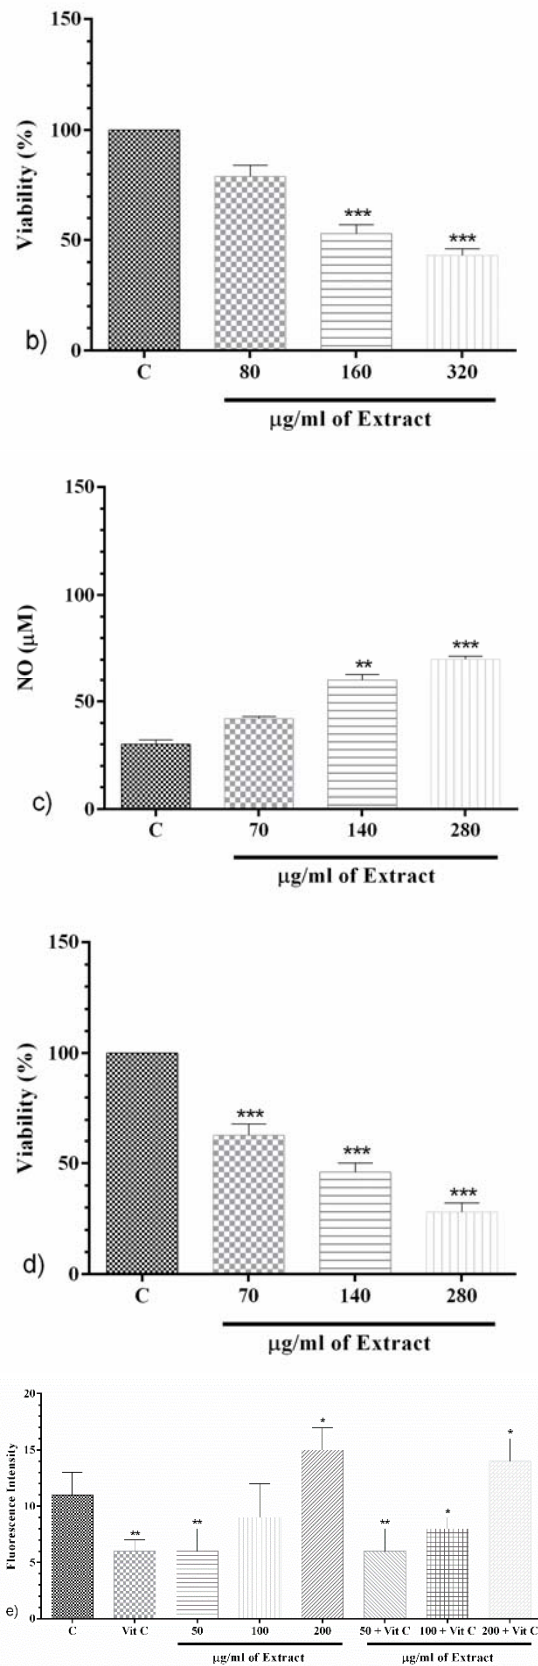 150
100
50
0
Viability (%)
***
***
b)
C 80 160 320
µg/ml of Extract
150
100
50
0
NO (µM)
**
***
c)
C 70 140 280
µg/ml of Extract
150
100
50
0
Viability (%)
***
***
***
d)
C 70 140 280
µg/ml of Extract
20
15
10
5
0
Fluorescence Intensity
**
**
*
**
*
*
e)
C Vit C 50 100 200 50 + Vit C 100 + Vit C 200 + Vit C
µg/ml of Extract µg/ml of Extract